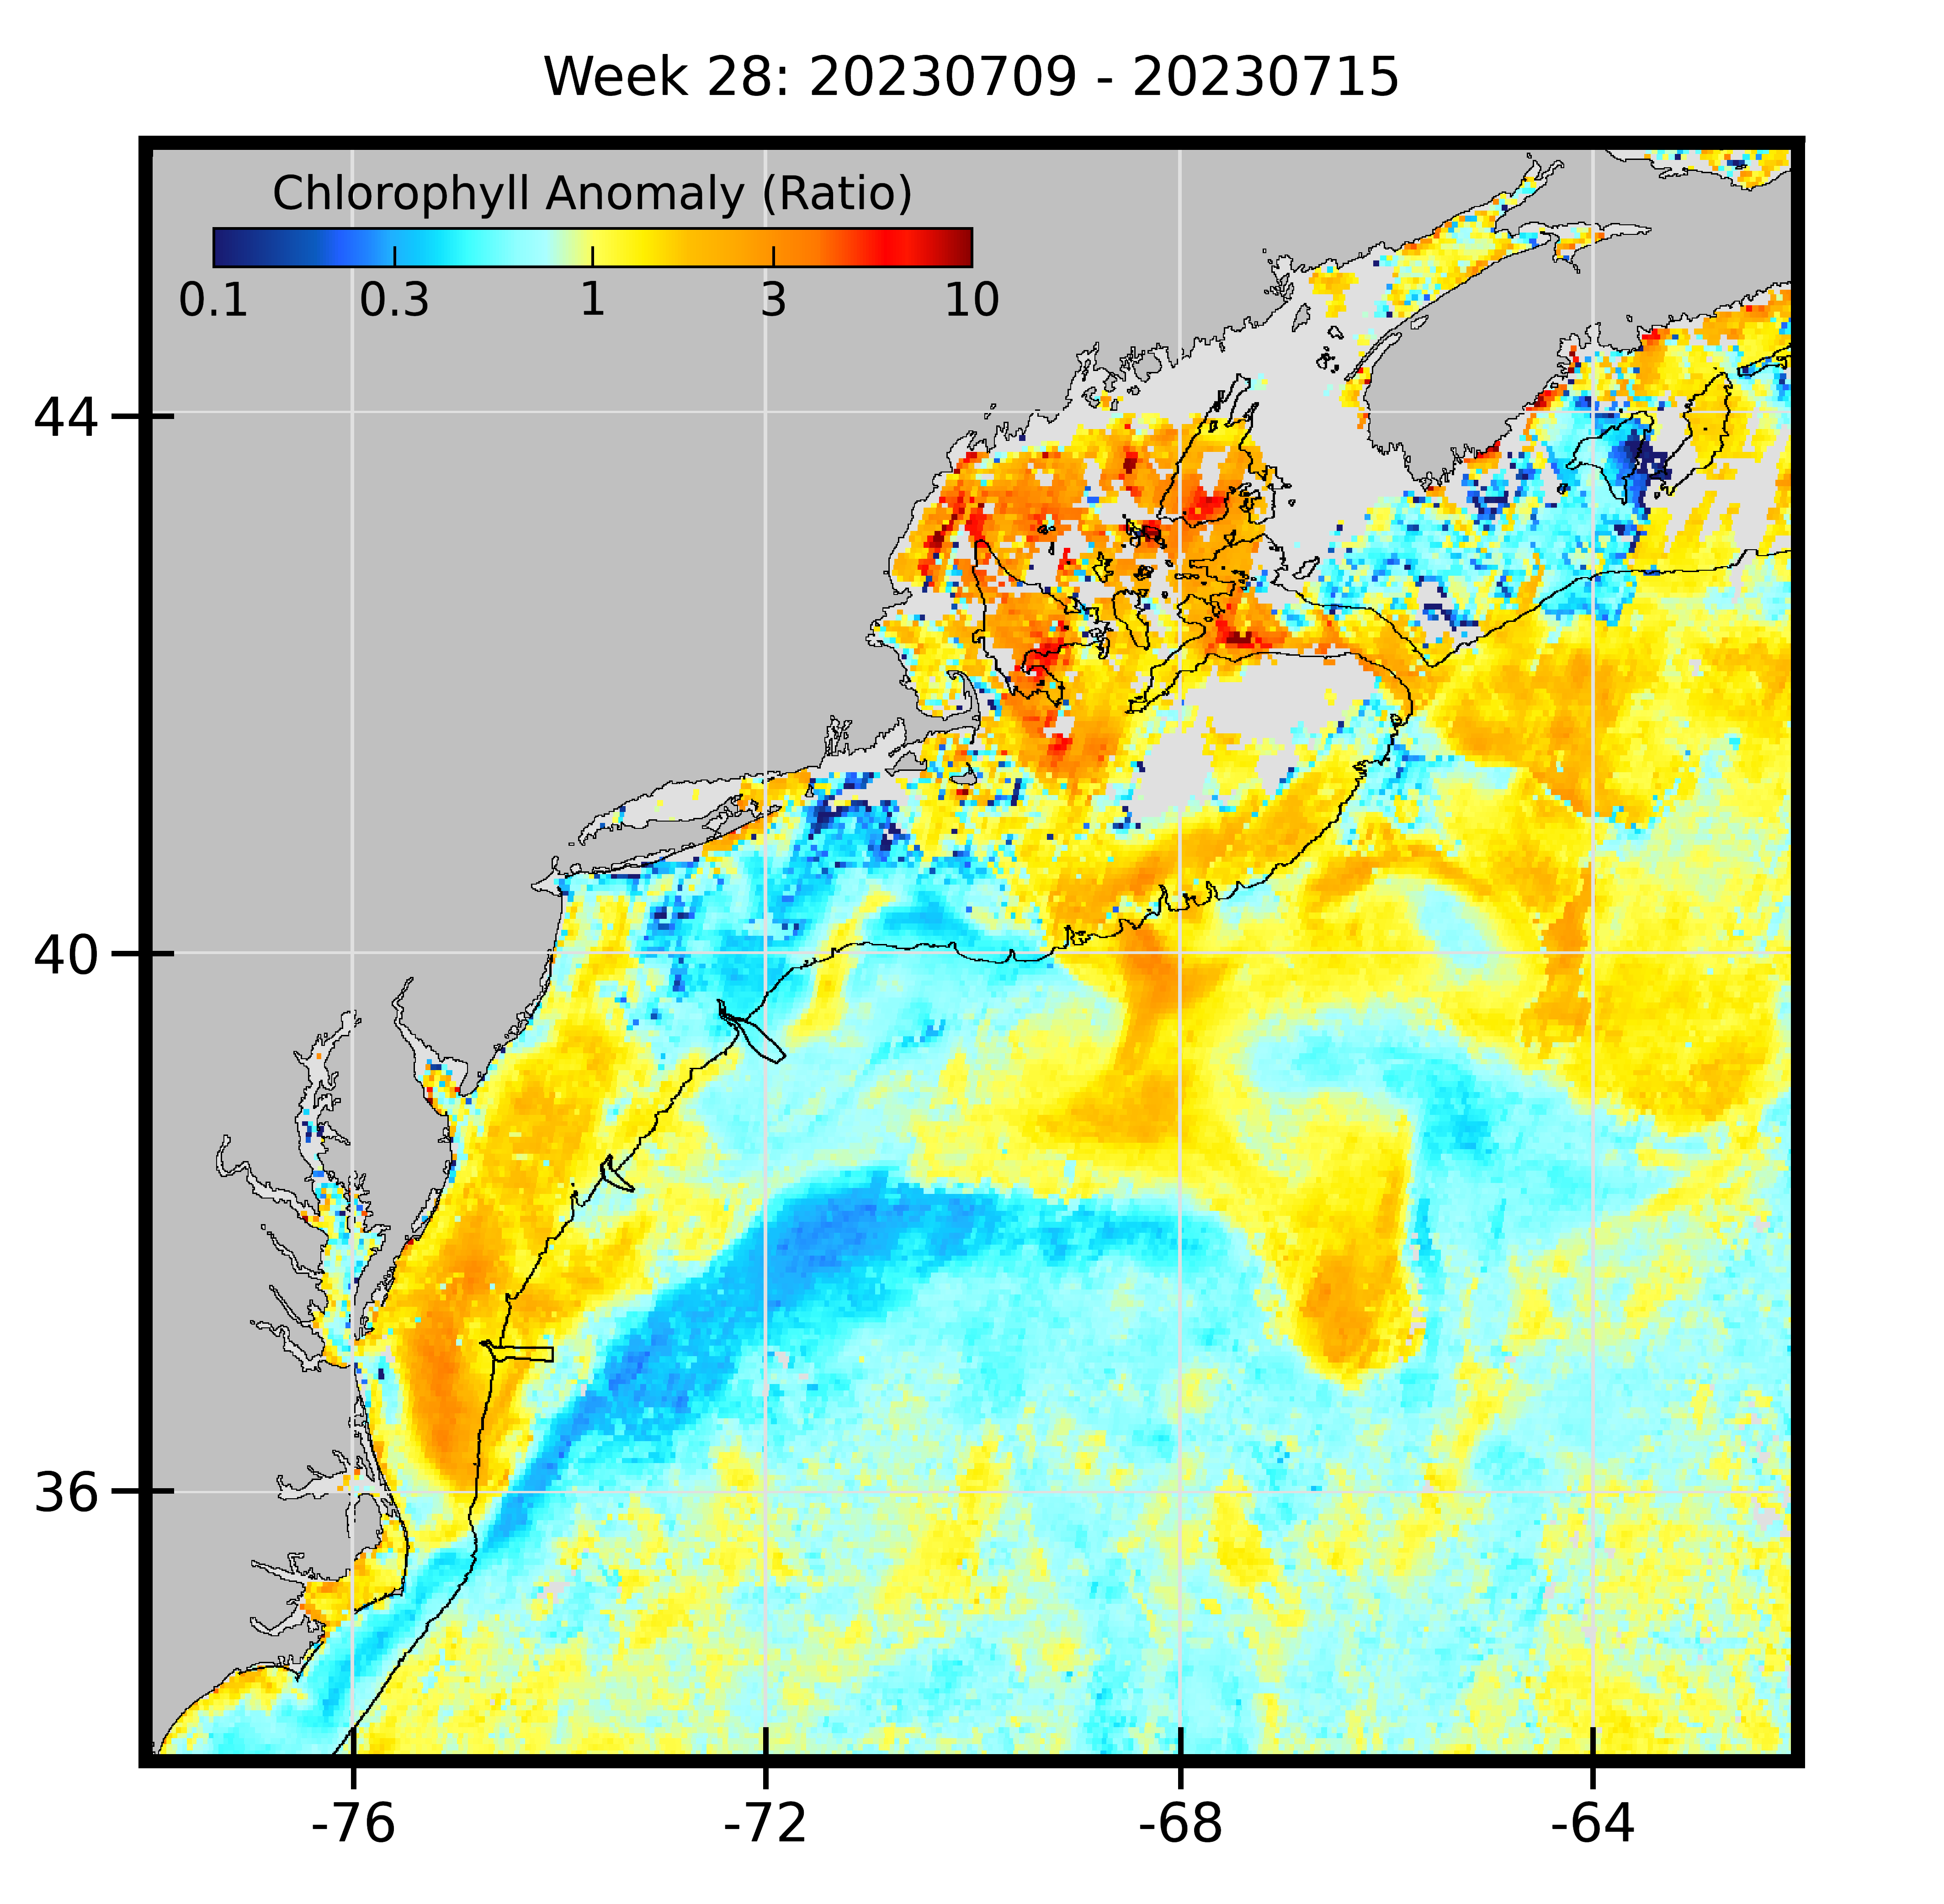 Week 28: 20230709 - 20230715
Chlorophyll Anomaly (Ratio)
0.1 0.3 1 3 10
44
40
36
-76 -72 -68 -64